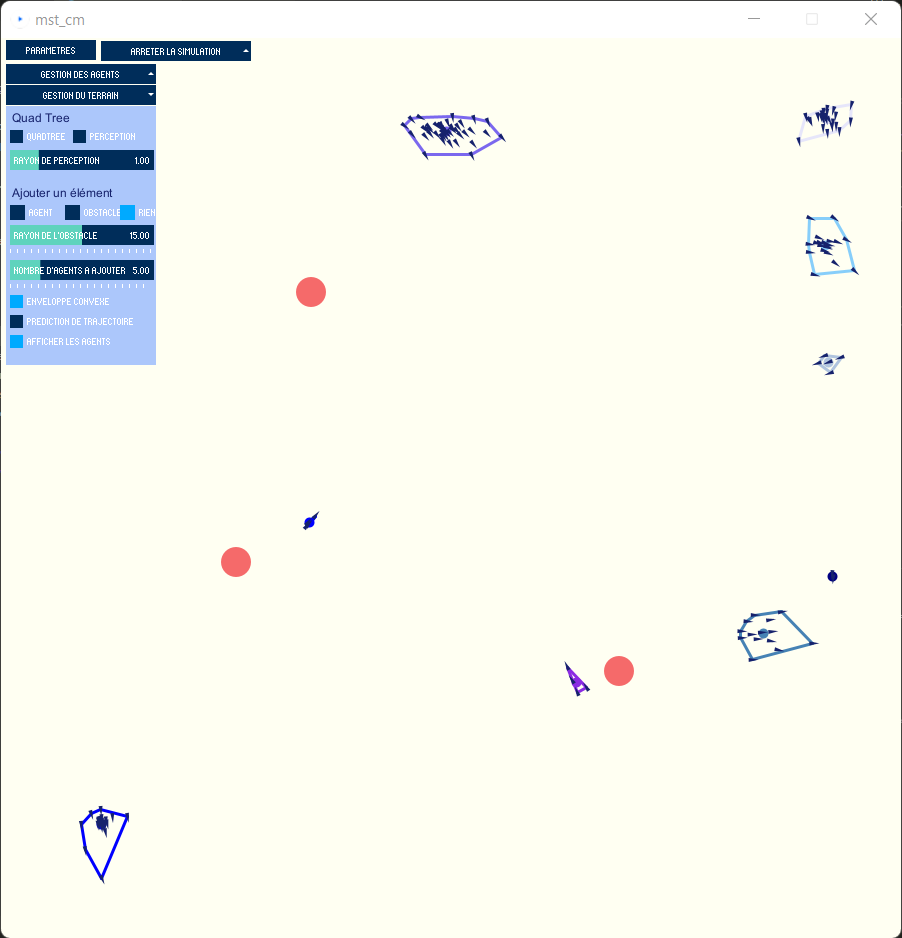 mst_cm
PARAMETRES
ARRETER LA SIMULATION
GESTION DES AGENTS
GESTION DU TERRAIN
Quad Tree
QUADTREE PERCEPTION
RAYON DE PERCEPTION 1.00
Ajouter un élément
AGENT OBSTACLE RIEN
RAYON DE L'OBSTACLE 15.00
NOMBRE D'AGENTS A AJOUTER 5.00
ENVELOPPE CONVEXE
PREDICTION DE TRAJECTOIRE
AFFICHER LES AGENTS